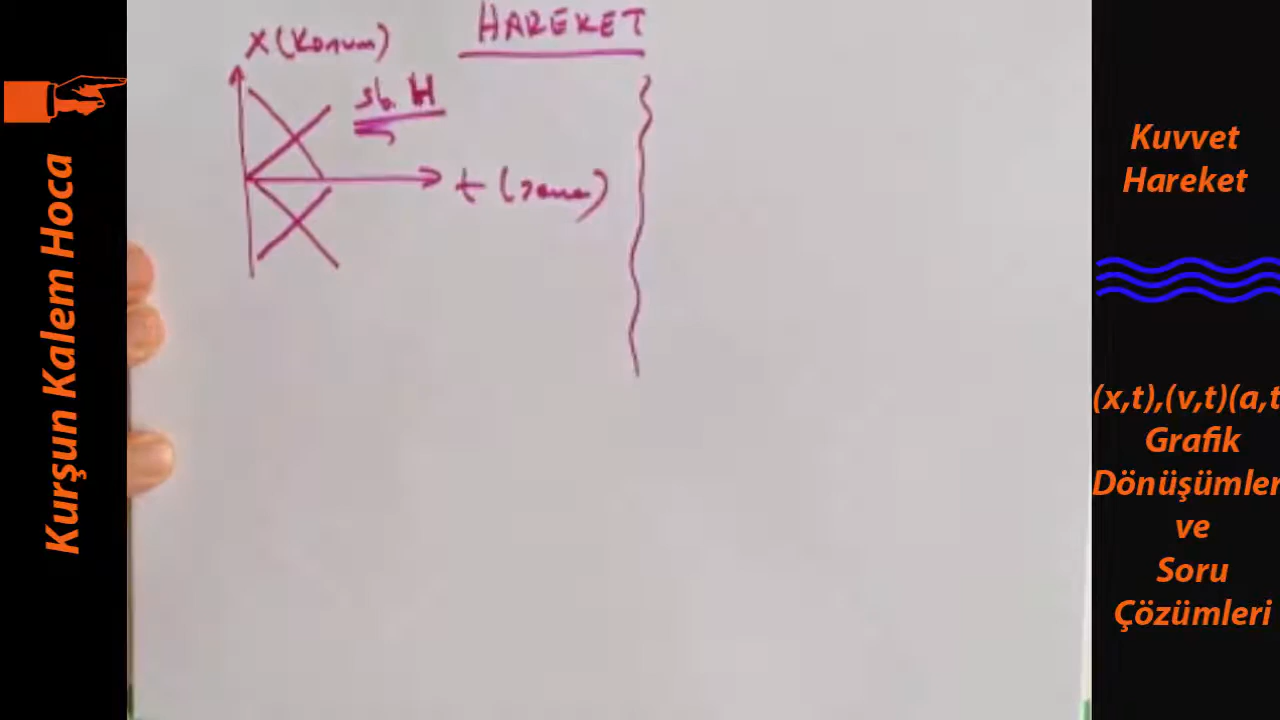 Kurşun Kalem Hoca
HAREKET
X (Konum)
sb. H
t (zaman)
Kuvvet
Hareket
(x,t),(v,t)(a,t
Grafik
Dönüşümler
ve
Soru
Çözümleri